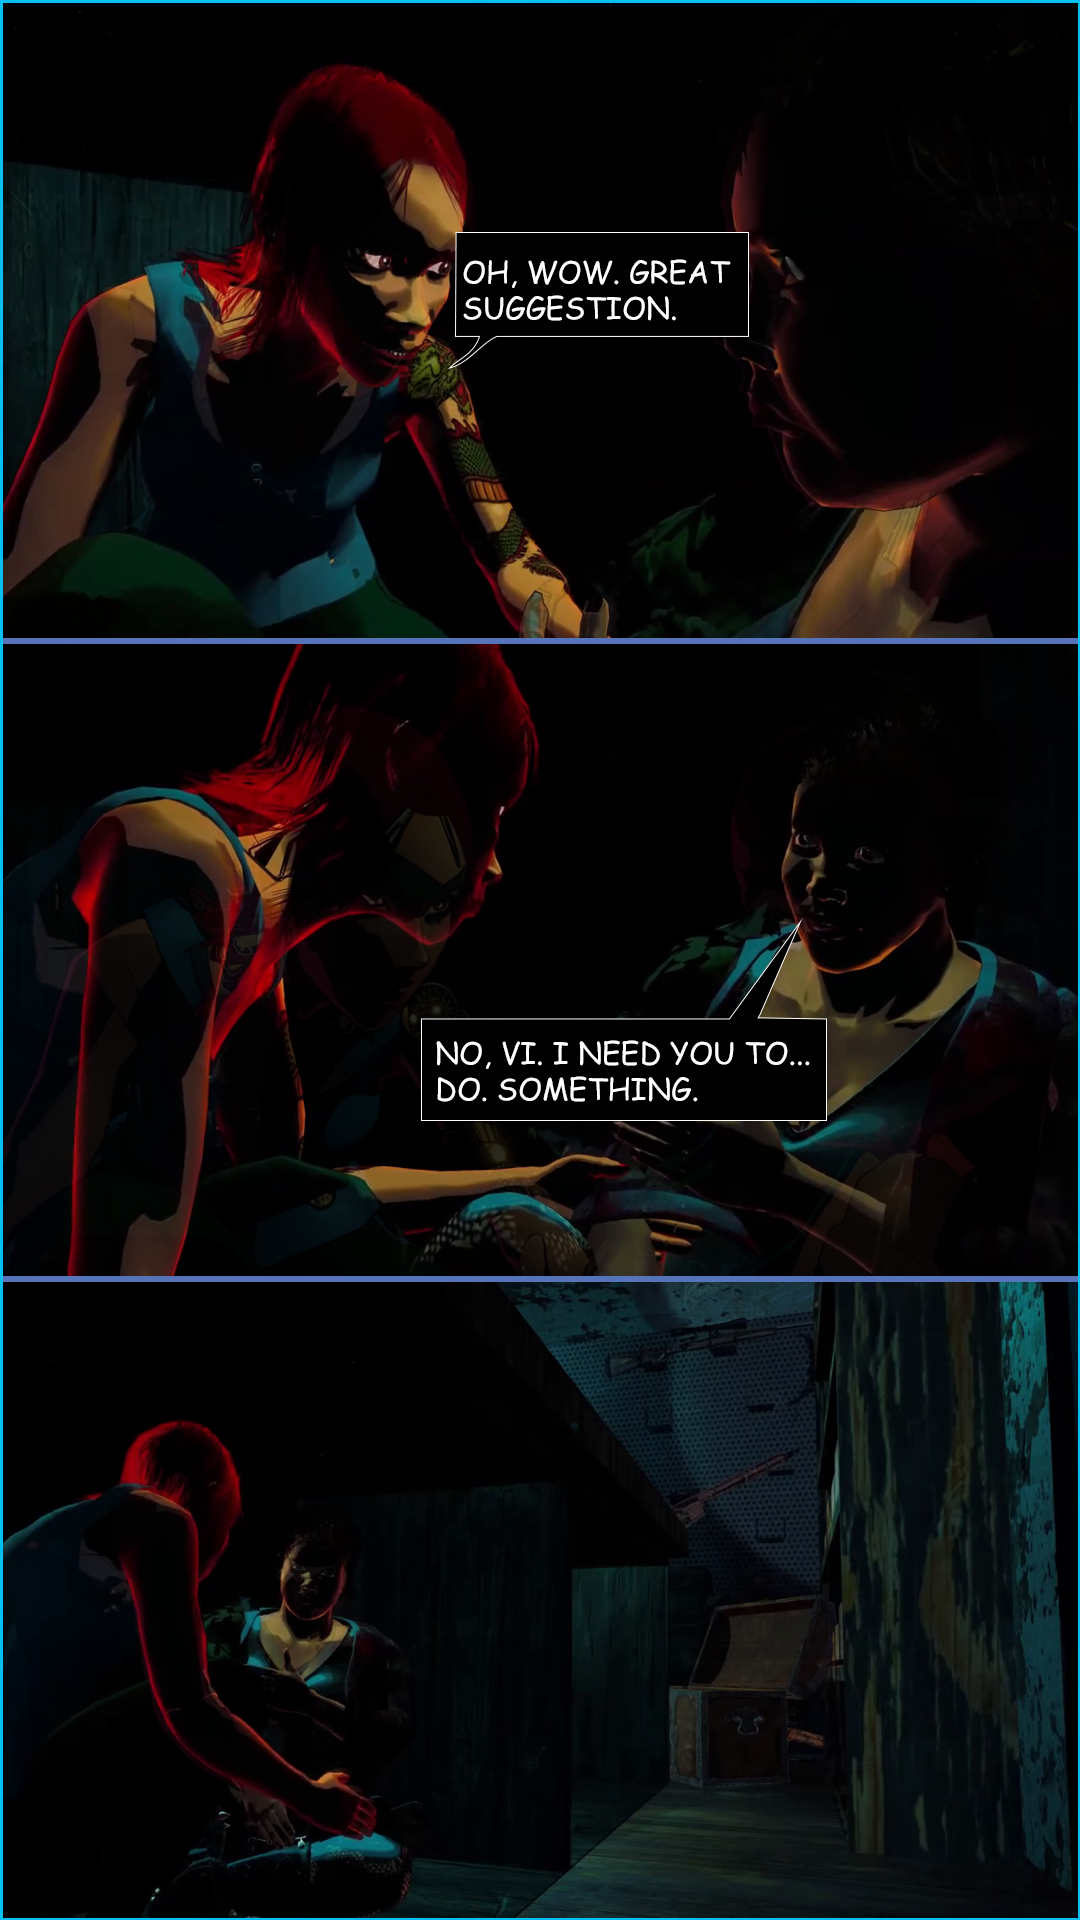 OH, WOW. GREAT
SUGGESTION.
NO, VI. I NEED YOU TO...
DO. SOMETHING.